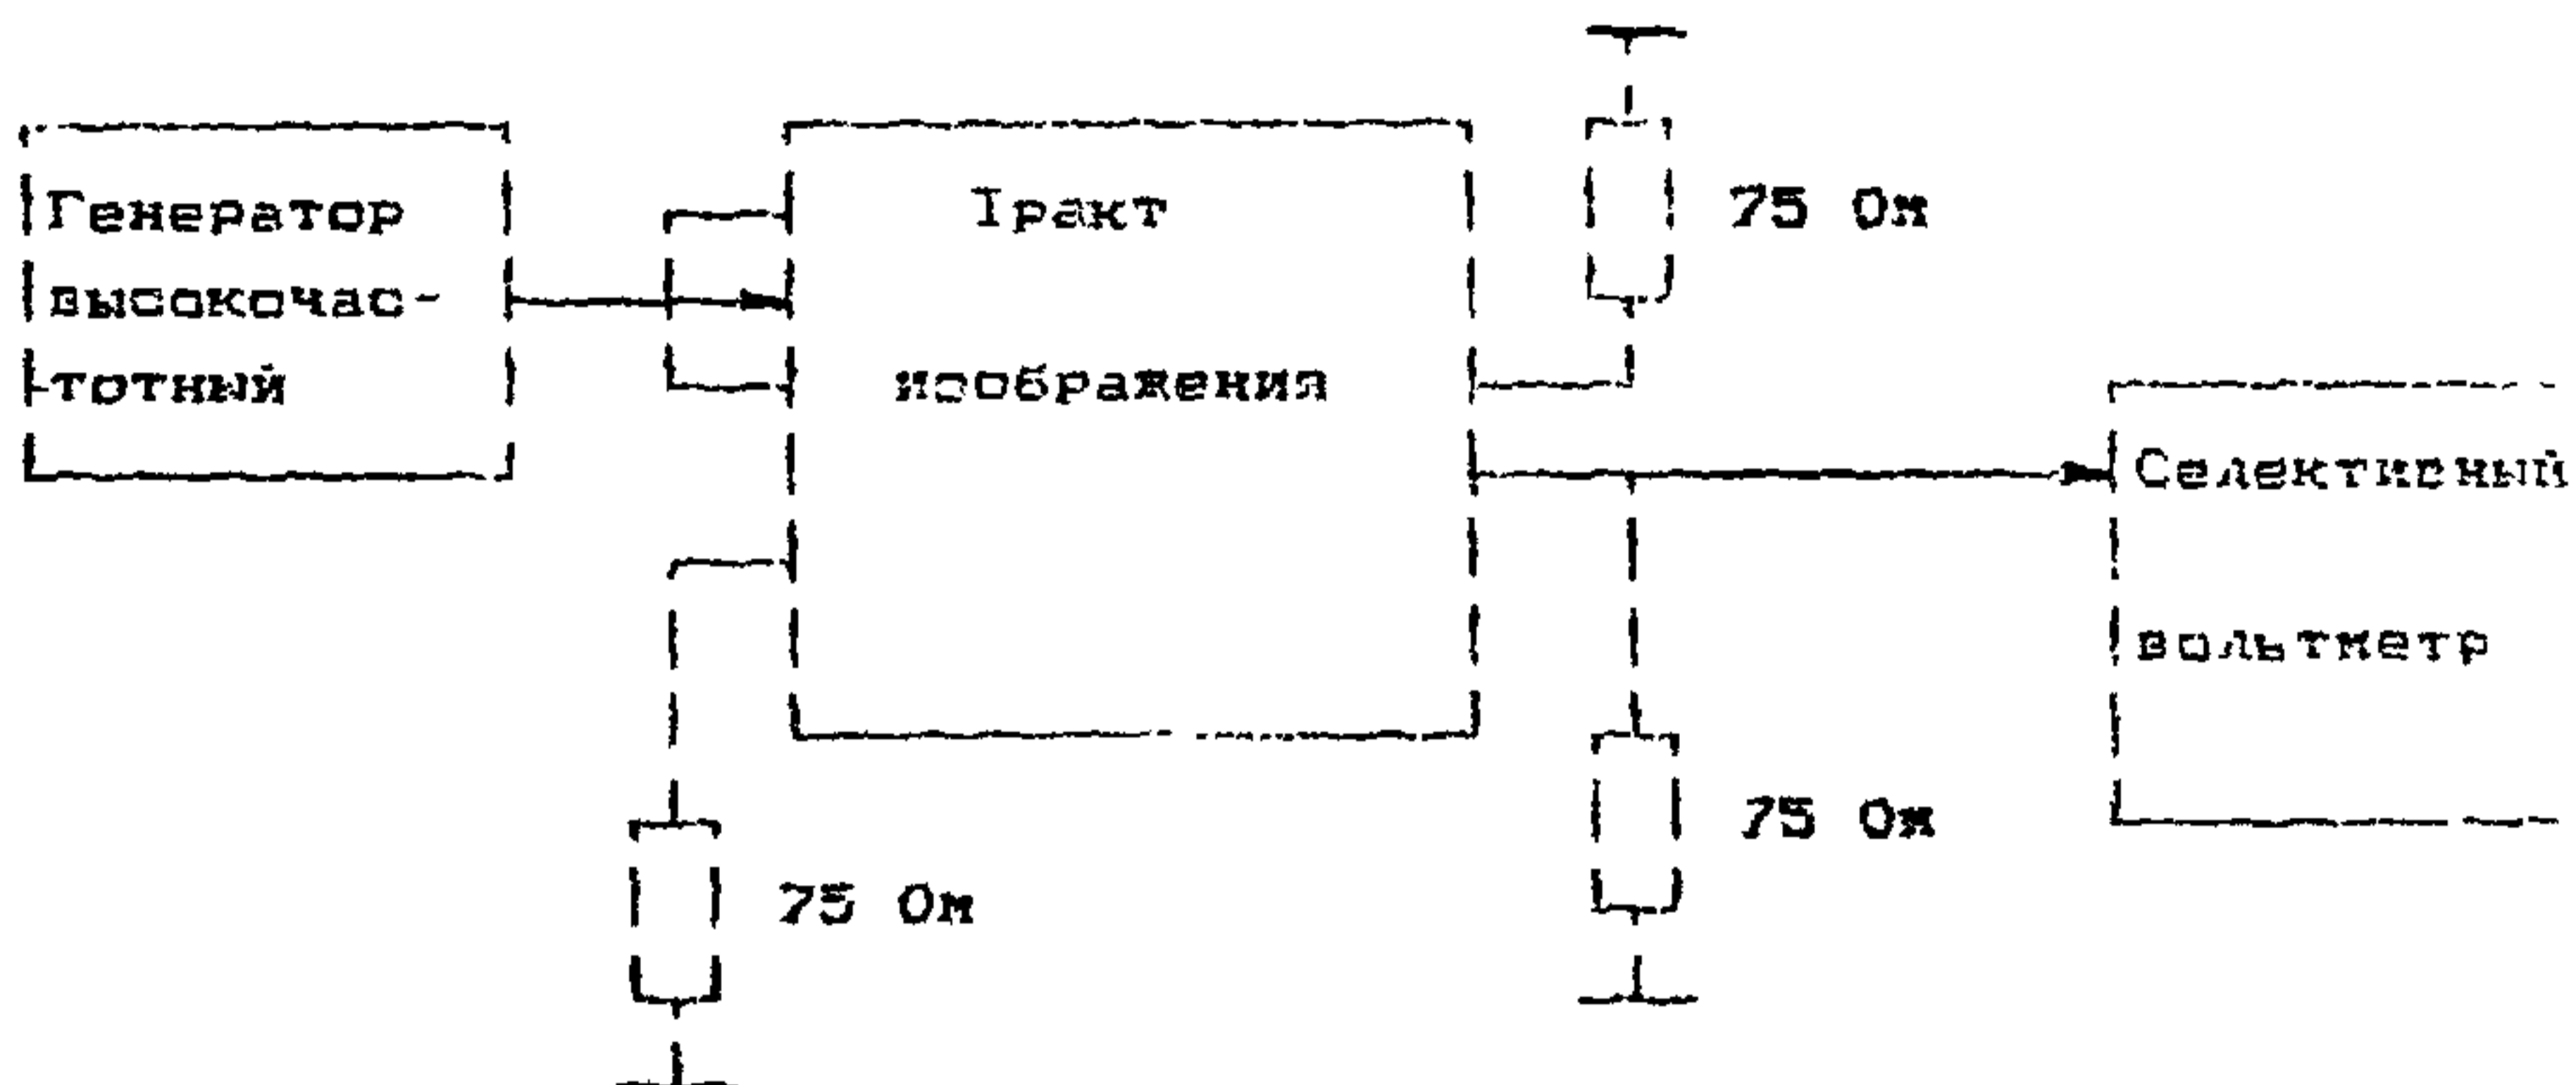 Генератор
высокочас-
тотный
Тракт
изображения
75 Ом
Селективный
вольтметр
75 Ом
75 Ом